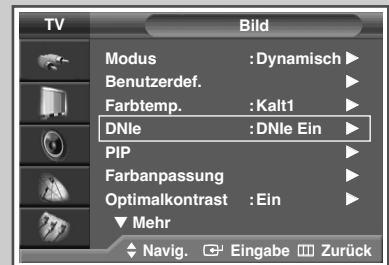 TV Bild
Modus : Dynamisch ▶
Benutzerdef. ▶
Farbtemp. : Kalt1 ▶
DNIe : DNIe Ein ▶
PIP ▶
Farbanpassung ▶
Optimalkontrast : Ein ▶
▼ Mehr
Navig. Eingabe Zurück